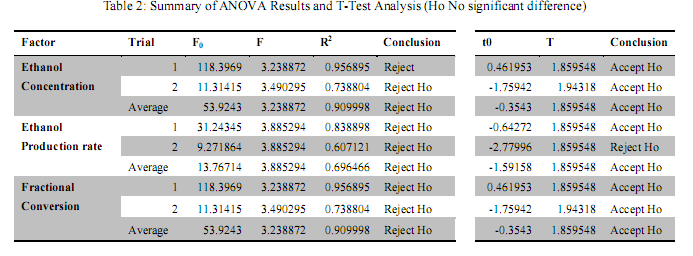 Table 2: Summary of ANOVA Results and T-Test Analysis (Ho No significant difference)
Factor Trial F0 F R2 Conclusion t0 T Conclusion
Ethanol 1 118.3969 3.238872 0.956895 Reject 0.461953 1.859548 Accept Ho
Concentration 2 11.31415 3.490295 0.738804 Reject Ho -1.75942 1.94318 Accept Ho
Average 53.9243 3.238872 0.909998 Reject Ho -0.3543 1.859548 Accept Ho
Ethanol 1 31.24345 3.885294 0.838898 Reject Ho -0.64272 1.859548 Accept Ho
Production rate 2 9.271864 3.885294 0.607121 Reject Ho -2.77996 1.859548 Reject Ho
Average 13.76714 3.885294 0.696466 Reject Ho -1.59158 1.859548 Accept Ho
Fractional 1 118.3969 3.238872 0.956895 Reject Ho 0.461953 1.859548 Accept Ho
Conversion 2 11.31415 3.490295 0.738804 Reject Ho -1.75942 1.94318 Accept Ho
Average 53.9243 3.238872 0.909998 Reject Ho -0.3543 1.859548 Accept Ho